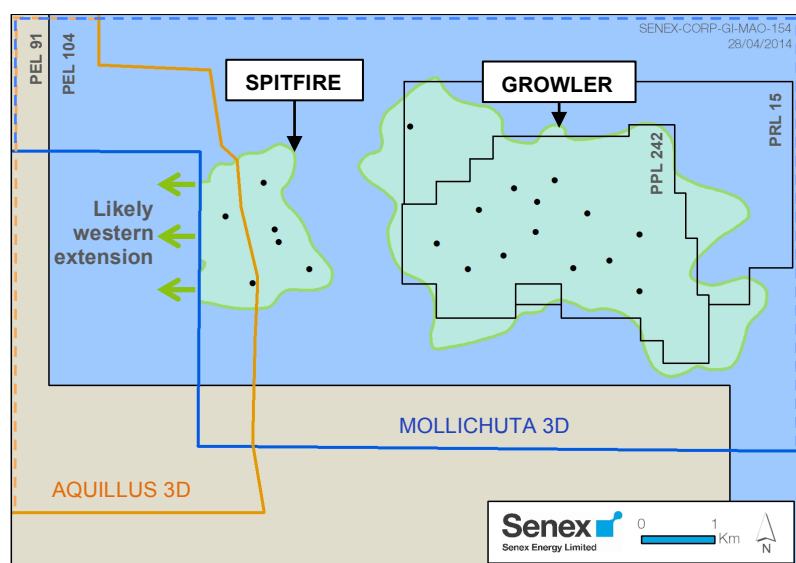 SENEX-CORP-GI-MAO-154
28/04/2014
PEL 91
PEL 104
SPITFIRE
GROWLER
PRL 15
PPL 242
Likely
western
extension
MOLLICHUTA 3D
AQUILLUS 3D
Senex
Senex Energy Limited
0 1
Km
N